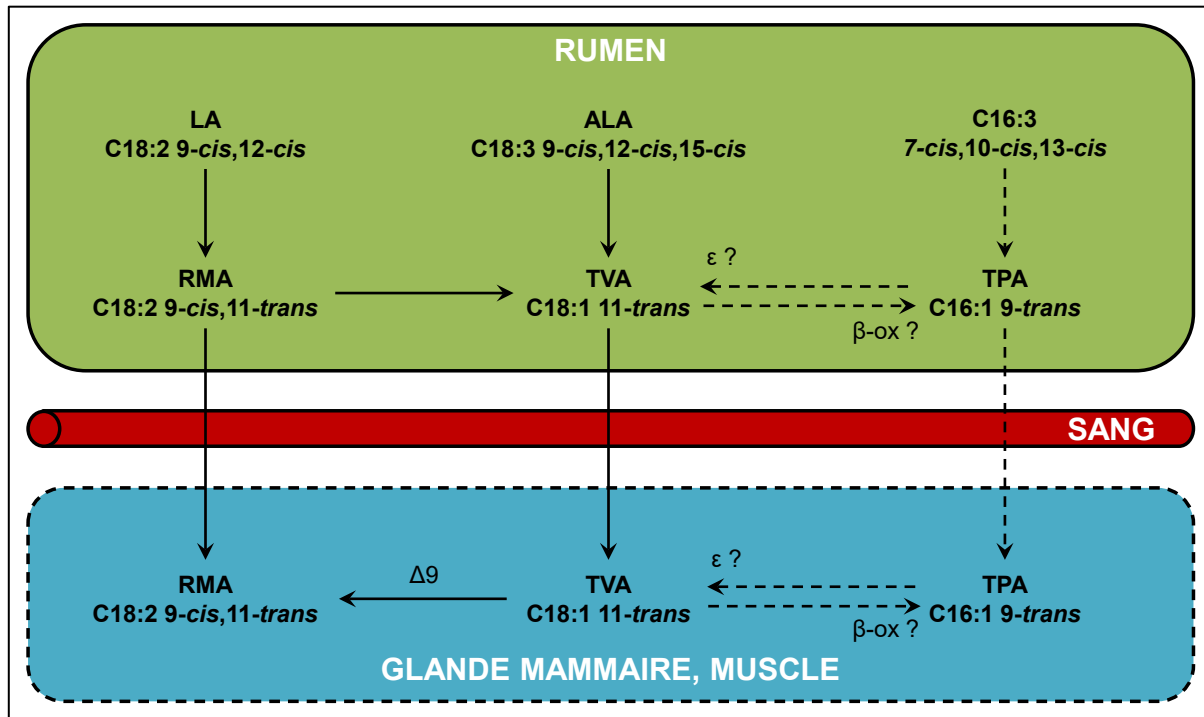 RUMEN
LA
C18:2 9-cis,12-cis
ALA
C18:3 9-cis,12-cis,15-cis
C16:3
7-cis,10-cis,13-cis
RMA
C18:2 9-cis,11-trans
TVA
C18:1 11-trans
ε ?
β-ox ?
TPA
C16:1 9-trans
SANG
RMA
C18:2 9-cis,11-trans
Δ9
TVA
C18:1 11-trans
ε ?
β-ox ?
TPA
C16:1 9-trans
GLANDE MAMMAIRE, MUSCLE